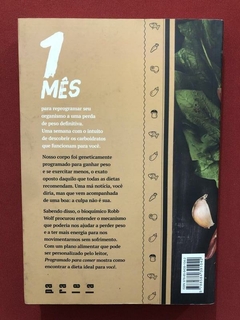 1
MÊS
para reprogramar seu
organismo a uma perda
de peso definitiva.
Uma semana com o intuito
de descobrir os carboidratos
que funcionam para você.
Nosso corpo foi geneticamente
programado para ganhar peso
e se exercitar menos, o exato
oposto daquilo que todas as dietas
recomendam. Uma má notícia, você
diria, mas que vem acompanhada
de uma boa: a culpa não é sua.
Sabendo disso, o bioquímico Robb
Wolf procurou entender o mecanismo
que poderia nos ajudar a perder peso
e a ter mais energia para nos
movimentarmos sem sofrimento.
Com um plano alimentar que pode
ser personalizado pelo leitor,
Programado para comer mostra como
encontrar a dieta ideal para você.
pa
ra
le
la